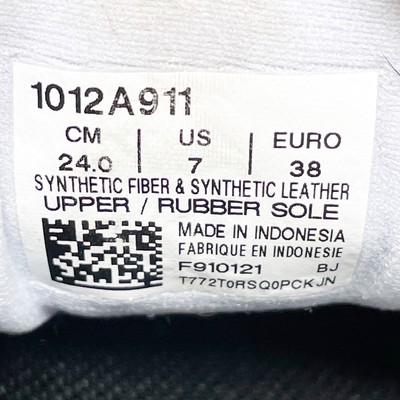 1012A911
CM | US | EURO
24.0 | 7 | 38
SYNTHETIC FIBER & SYNTHETIC LEATHER
UPPER / RUBBER SOLE
MADE IN INDONESIA
FABRIQUE EN INDONESIE
F910121 BJ
T772T0RSQ0PCKJN